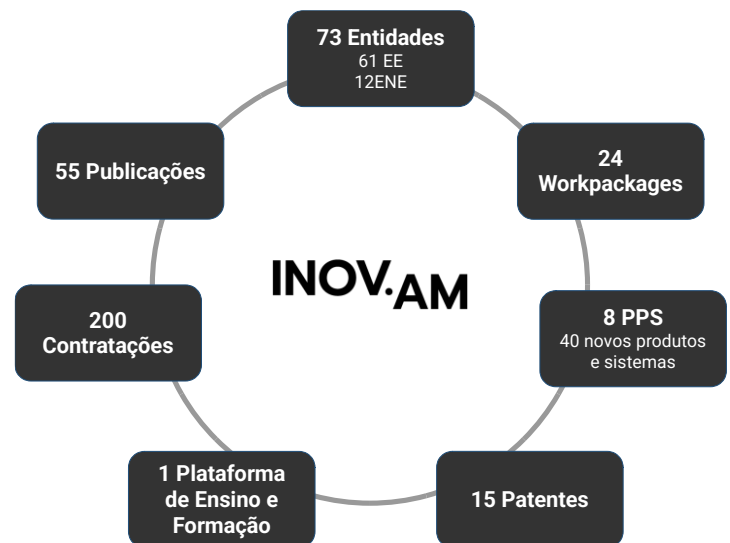 73 Entidades
61 EE
12ENE
24
Workpackages
8 PPS
40 novos produtos
e sistemas
15 Patentes
1 Plataforma
de Ensino e
Formação
200
Contratações
55 Publicações
INOV.AM